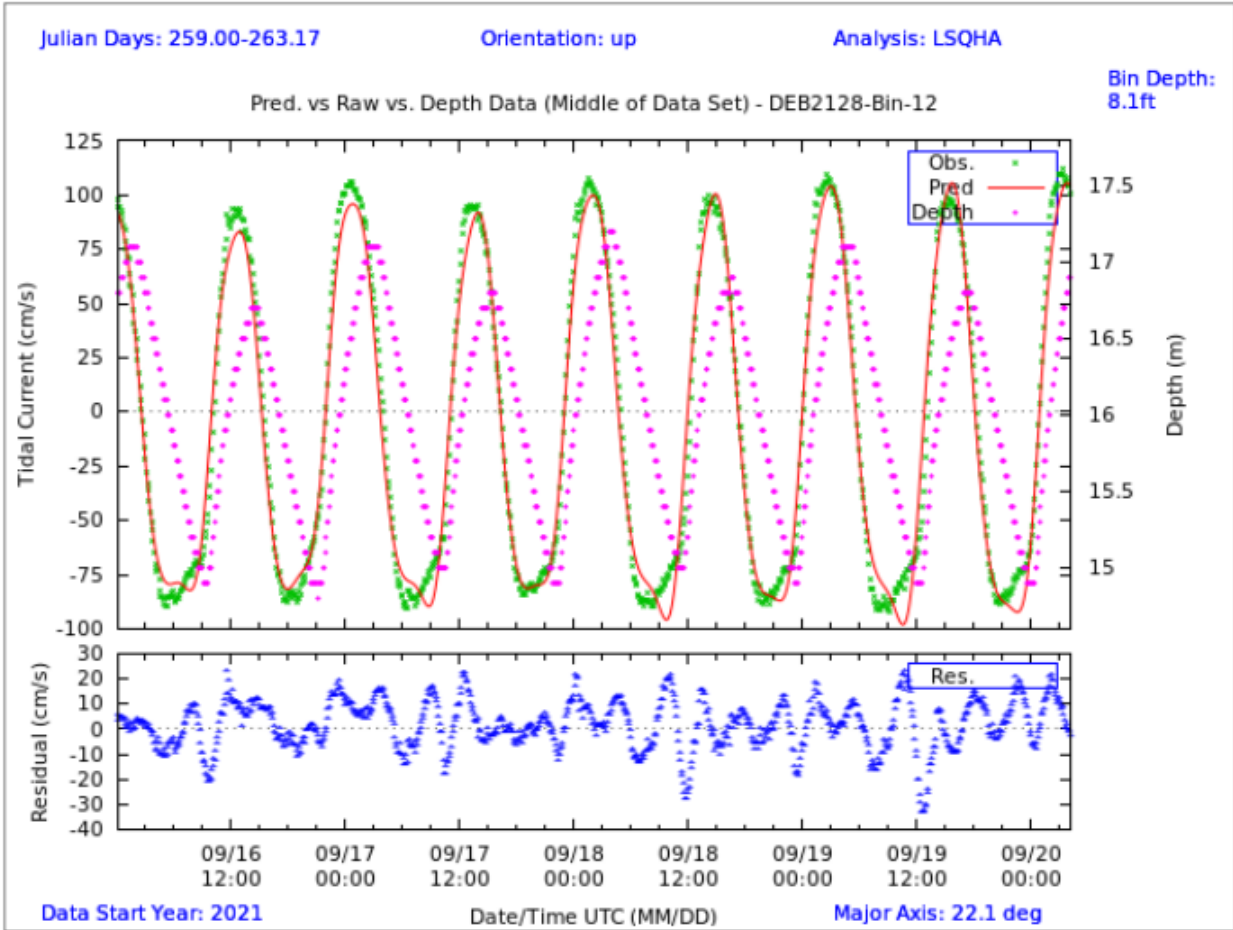 Julian Days: 259.00-263.17 Orientation: up Analysis: LSQHA
Bin Depth:
8.1ft
Pred. vs Raw vs. Depth Data (Middle of Data Set) - DEB2128-Bin-12
125
100
75
50
25
0
-25
-50
-75
-100
Tidal Current (cm/s)
Obs.
Pred
Depth
17.5
17
16.5
16
15.5
15
Depth (m)
30
20
10
0
-10
-20
-30
-40
Residual (cm/s)
Res.
09/16 09/17 09/17 09/18 09/18 09/19 09/19 09/20
12:00 00:00 12:00 00:00 12:00 00:00 12:00 00:00
Data Start Year: 2021 Date/Time UTC (MM/DD) Major Axis: 22.1 deg